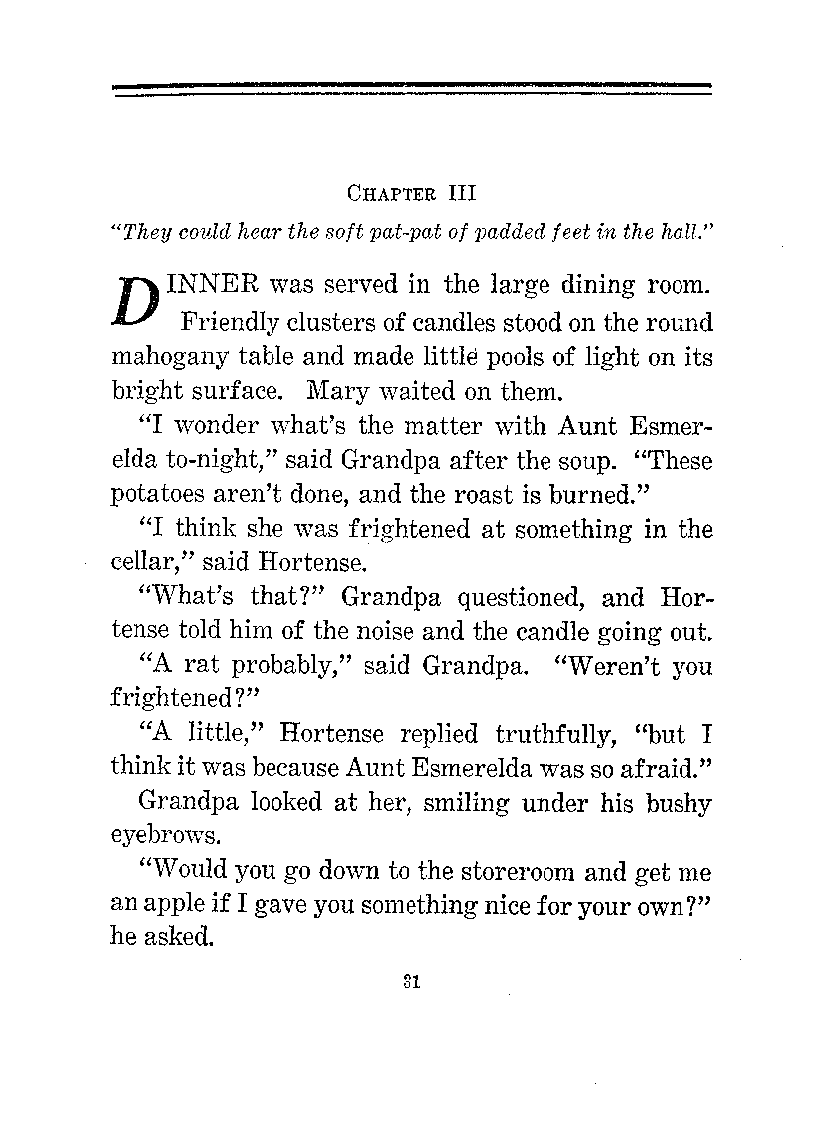 CHAPTER III
“They could hear the soft pat-pat of padded feet in the hall.”
DINNER was served in the large dining room.
Friendly clusters of candles stood on the round
mahogany table and made little pools of light on its
bright surface. Mary waited on them.
“I wonder what’s the matter with Aunt Esmer-
elda to-night,” said Grandpa after the soup. “These
potatoes aren’t done, and the roast is burned.”
“I think she was frightened at something in the
cellar,” said Hortense.
“What’s that?” Grandpa questioned, and Hor-
tense told him of the noise and the candle going out.
“A rat probably,” said Grandpa. “Weren’t you
frightened?”
“A little,” Hortense replied truthfully, “but I
think it was because Aunt Esmerelda was so afraid.”
Grandpa looked at her, smiling under his bushy
eyebrows.
“Would you go down to the storeroom and get me
an apple if I gave you something nice for your own?”
he asked.
31